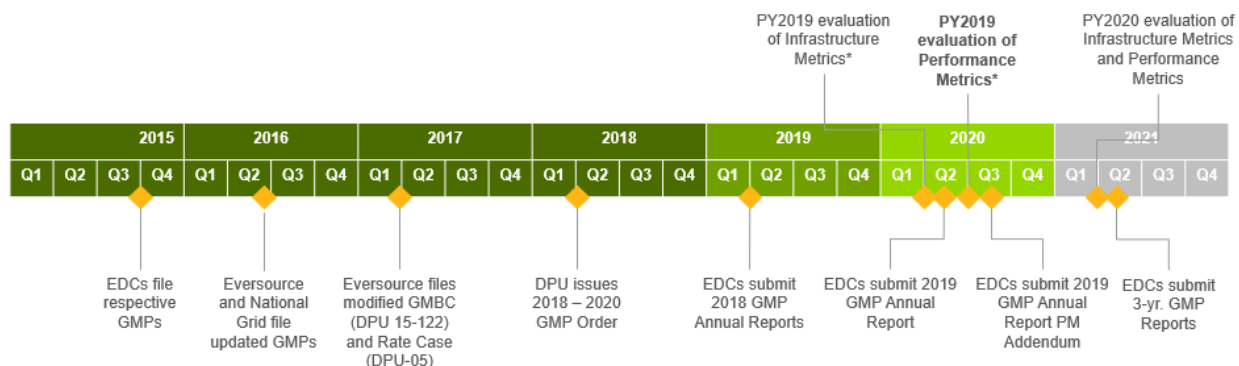 PY2019 evaluation
of Infrastructure
Metrics*
PY2019
evaluation of
Performance
Metrics*
PY2020 evaluation of
Infrastructure Metrics
and Performance
Metrics
2015 2016 2017 2018 2019 2020 2021
Q1 Q2 Q3 Q4 Q1 Q2 Q3 Q4 Q1 Q2 Q3 Q4 Q1 Q2 Q3 Q4 Q1 Q2 Q3 Q4 Q1 Q2 Q3 Q4 Q1 Q2 Q3 Q4
EDCs file
respective
GMPs
Eversource
and National
Grid file
updated GMPs
Eversource files
modified GMBC
(DPU 15-122)
and Rate Case
(DPU-05)
DPU issues
2018 – 2020
GMP Order
EDCs submit
2018 GMP
Annual Reports
EDCs submit 2019
GMP Annual
Report
EDCs submit 2019
GMP Annual
Report PM
Addendum
EDCs submit
3-yr. GMP
Reports